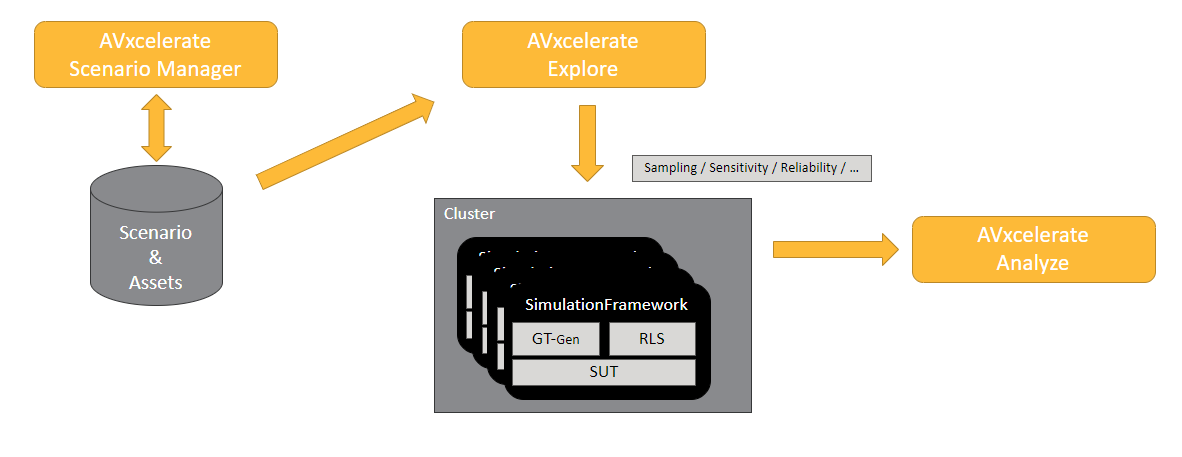 AVxcelerate
Scenario Manager
AVxcelerate
Explore
Scenario
&
Assets
Sampling / Sensitivity / Reliability / ...
Cluster
SimulationFramework
GT-Gen
RLS
SUT
AVxcelerate
Analyze